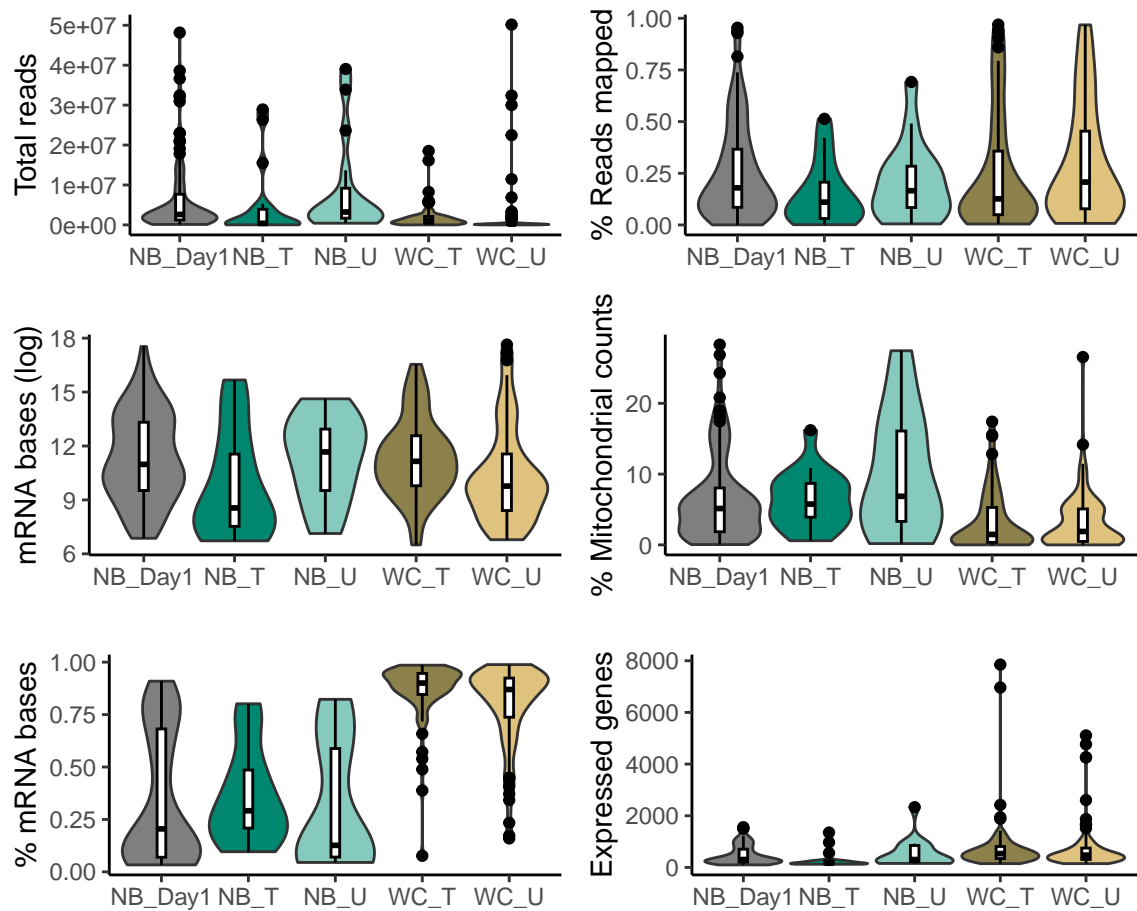 Total reads
5e+07
4e+07
3e+07
2e+07
1e+07
0e+00
NB_Day1 NB_T NB_U WC_T WC_U
% Reads mapped
1.00
0.75
0.50
0.25
0.00
NB_Day1 NB_T NB_U WC_T WC_U
mRNA bases (log)
18
15
12
9
6
NB_Day1 NB_T NB_U WC_T WC_U
% Mitochondrial counts
20
10
0
NB_Day1 NB_T NB_U WC_T WC_U
% mRNA bases
1.00
0.75
0.50
0.25
0.00
NB_Day1 NB_T NB_U WC_T WC_U
Expressed genes
8000
6000
4000
2000
0
NB_Day1 NB_T NB_U WC_T WC_U